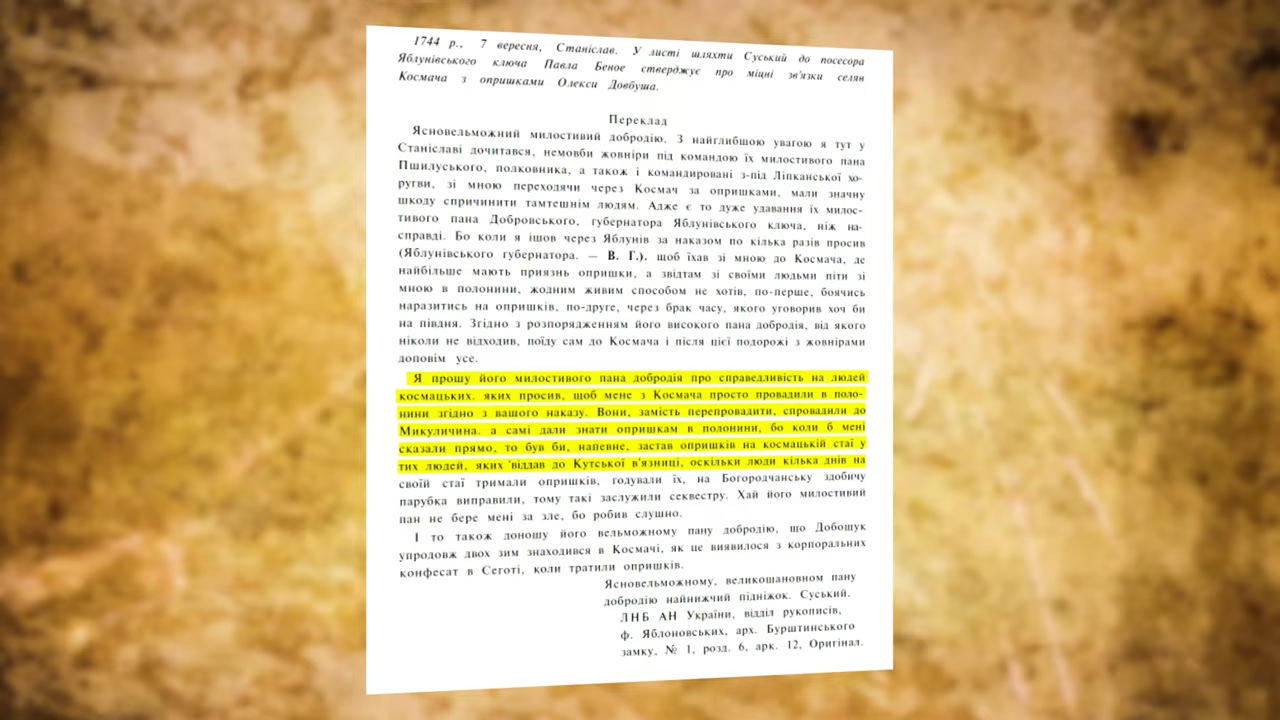 1744 р., 7 вересня, Станіслав. У листі шляхти Суський до посесора
Яблунівського ключа Павла Беное стверджує про міцні зв'язки селян
Космача з опришками Олекси Довбуша.
Переклад
Ясновельможний милостивий добродію. З найглибшою увагою я тут у
Станіславі дочитався, немовби жовніри під командою їх милостивого пана
Пшилуського, полковника, а також і командировані з-під Ліпканської хо-
ругви, зі мною переходячи через Космач за опришками, мали значну
шкоду спричинити тамтешнім людям. Адже є то дуже удавання їх милос-
тивого пана Добровського, губернатора Яблунівського ключа, ніж на-
справді. Бо коли я ішов через Яблунів за наказом по кілька разів просив
(Яблунівського губернатора. — В. Г.). щоб їхав зі мною до Космача, де
найбільше мають приязнь опришки, а звідтам зі своїми людьми піти зі
мною в полонини, жодним живим способом не хотів, по-перше, боячись
наразитись на опришків, по-друге, через брак часу, якого уговорив хоч би
на півдня. Згідно з розпорядженням його високого пана добродія, від якого
ніколи не відходив, поїду сам до Космача і після цієї подорожі з жовнірами
доповім усе.
Я прошу його милостивого пана добродія про справедливість на людей
космацьких. яких просив, щоб мене з Космача просто провадили в поло-
нини згідно з вашого наказу. Вони, замість перепровадити, спровадили до
Микуличина. а самі дали знати опришкам в полонини, бо коли б мені
сказали прямо, то був би, напевне, застав опришків на космацькій стаї у
тих людей, яких віддав до Кутської в'язниці, оскільки люди кілька днів на
своїй стаї тримали опришків, годували їх, на Богородчанську здобичу
парубка виправили, тому такі заслужили секвестру. Хай його милостивий
пан не бере мені за зле, бо робив слушно.
І то також доношу його вельможному пану добродію, що Добощук
упродовж двох зим знаходився в Космачі, як це виявилося з корпоральних
конфесат в Сеготі, коли тратили опришків.
Ясновельможному, великошановном пану
добродію найнижчий підніжок. Суський.
ЛНБ АН України, відділ рукописів,
ф. Яблоновських, арх. Бурштинського
замку, № 1, розд. 6, арк. 12, Оригінал.